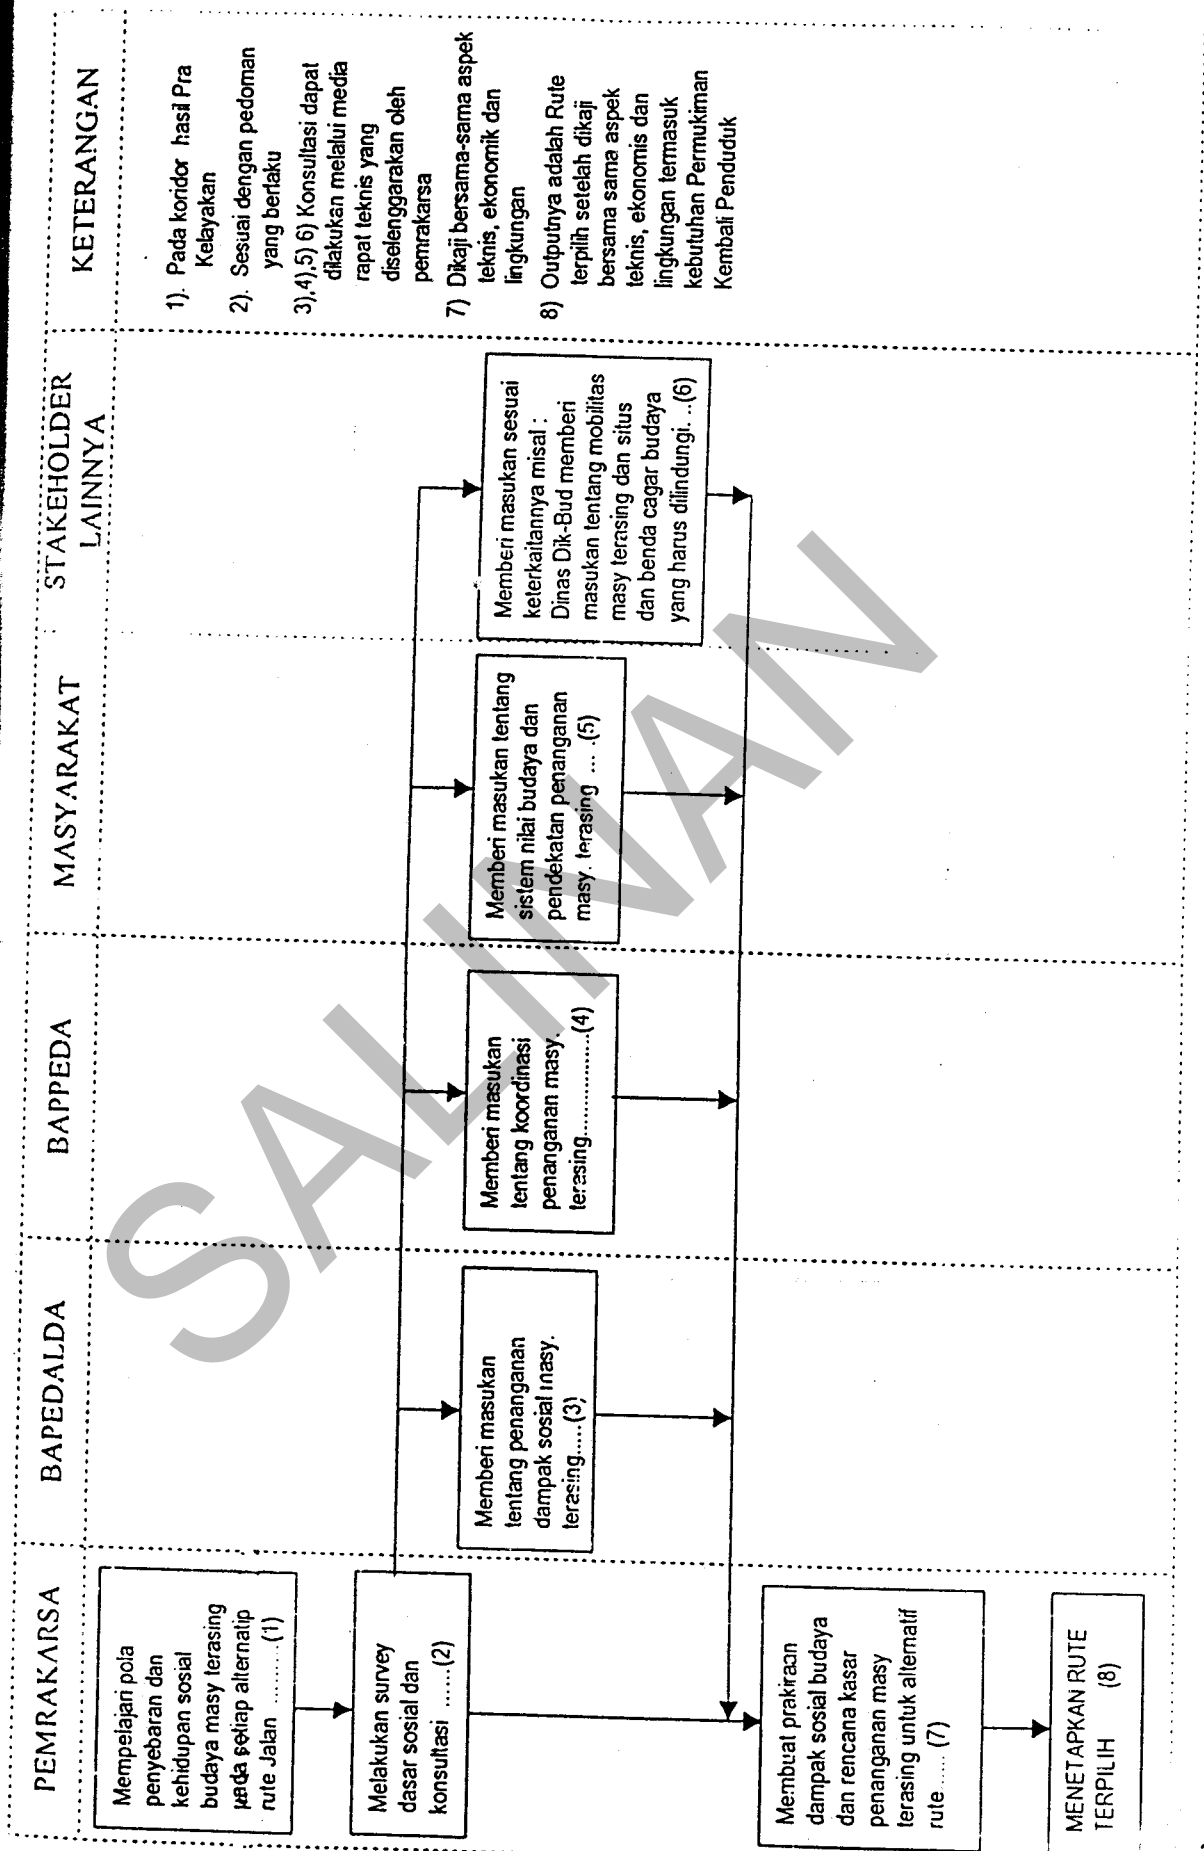 PEMRAKARSA
BAPEDALDA
BAPPEDA
MASYARAKAT
STAKEHOLDER
LAINNYA
KETERANGAN
Mempelajari pola
penyebaran dan
kehidupan sosial
budaya masy terasing
pada setiap alternatip
rute Jalan .........(1)
Melakukan survey
dasar sosial dan
konsultasi ......(2)
Memberi masukan
tentang penanganan
dampak sosial masy.
terasing.....(3)
Memberi masukan
tentang koordinasi
penanganan masy.
terasing...................(4)
Memberi masukan tentang
sistem nilai budaya dan
pendekatan penanganan
masy. terasing ... .(5)
Memberi masukan sesuai
keterkaitannya misal :
Dinas Dik-Bud memberi
masukan tentang mobilitas
masy terasing dan situs
dan benda cagar budaya
yang harus dilindungi. ..(6)
Membuat prakiraan
dampak sosial budaya
dan rencana kasar
penanganan masy
terasing untuk alternatif
rute ..... (7)
MENETAPKAN RUTE
TERPILIH (8)
1). Pada koridor hasil Pra
Kelayakan
2). Sesuai dengan pedoman
yang berlaku
3),4),5) 6) Konsultasi dapat
dilakukan melalui media
rapat teknis yang
diselenggarakan oleh
pemrakarsa
7) Dikaji bersama-sama aspek
teknis, ekonomik dan
lingkungan
8) Outputnya adalah Rute
terpilih setelah dikaji
bersama sama aspek
teknis, ekonomis dan
lingkungan termasuk
kebutuhan Permukiman
Kembali Penduduk
SALINAN